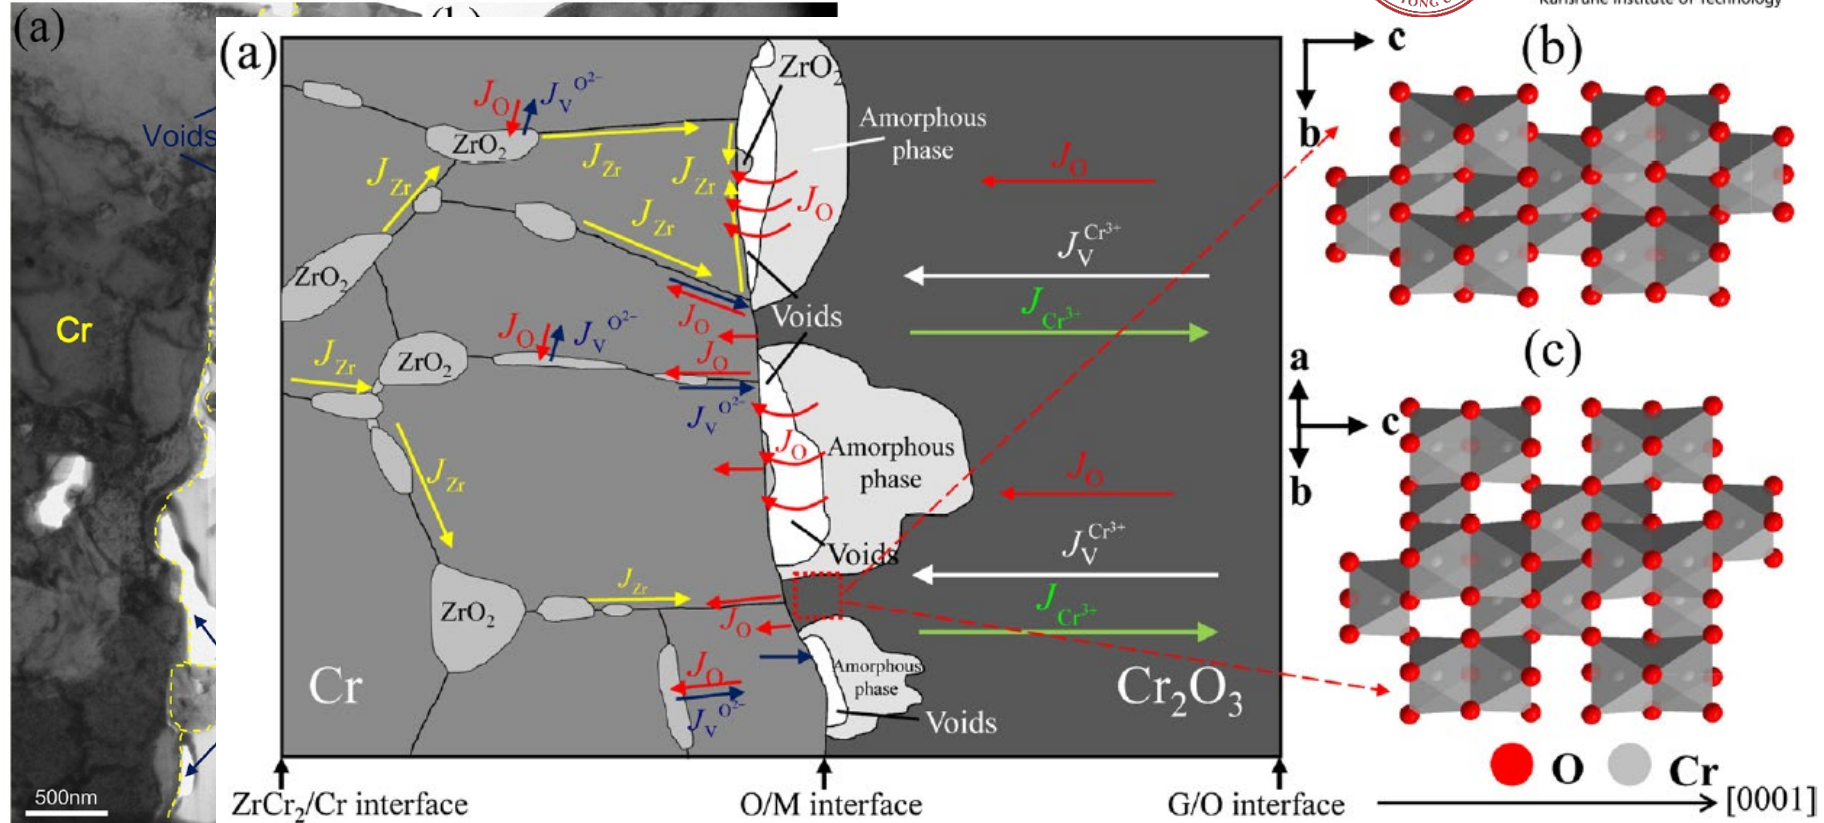 (a)
Voids
Cr
500nm
TONG U
Karlsruhe Institute of Technology
(a)
ZrO2
Amorphous
phase
JO
JV O2−
ZrO2
JZr
JZr
JZr
JO
JZr
JO
JV Cr3+
JCr3+
ZrO2
Voids
JO
JO
JV O2−
JO
JZr
ZrO2
JV O2−
JO
Amorphous
phase
JO
JZr
Voids
JV Cr3+
JZr
JCr3+
ZrO2
JO
JO
JV O2−
Amorphous
phase
Voids
Cr
Cr2O3
ZrCr2/Cr interface
O/M interface
G/O interface
[0001]
(b)
c
b
(c)
a
c
b
O
Cr